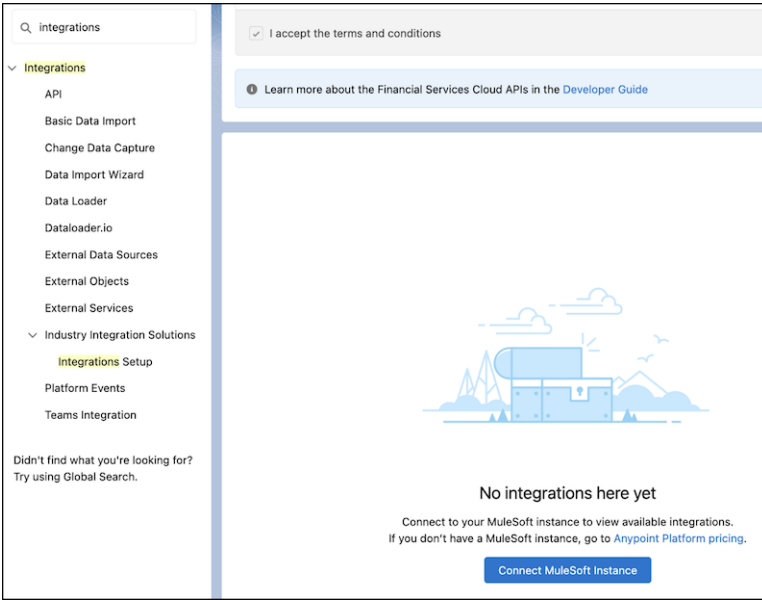 integrations
Integrations
API
Basic Data Import
Change Data Capture
Data Import Wizard
Data Loader
Dataloader.io
External Data Sources
External Objects
External Services
Industry Integration Solutions
Integrations Setup
Platform Events
Teams Integration
Didn't find what you're looking for?
Try using Global Search.
I accept the terms and conditions
Learn more about the Financial Services Cloud APIs in the Developer Guide
No integrations here yet
Connect to your MuleSoft instance to view available integrations.
If you don't have a MuleSoft instance, go to Anypoint Platform pricing.
Connect MuleSoft Instance